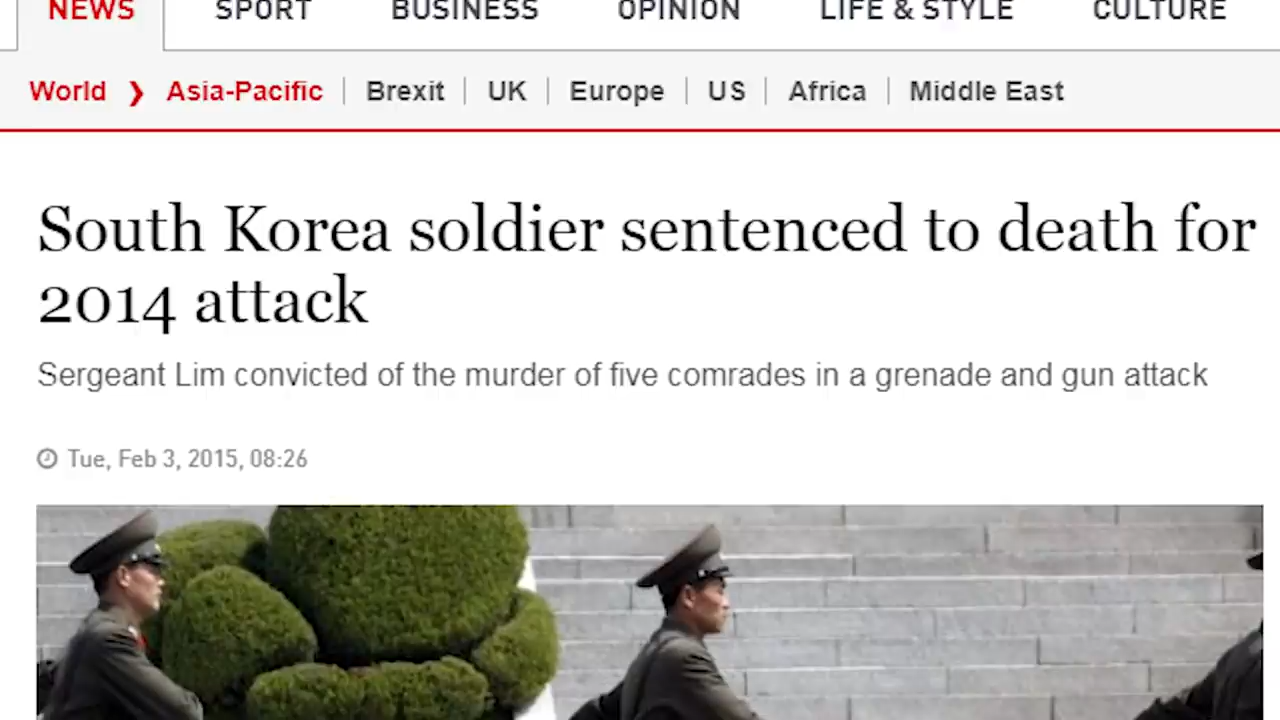 NEWS SPORT BUSINESS OPINION LIFE & STYLE CULTURE
World ❯ Asia-Pacific | Brexit | UK | Europe | US | Africa | Middle East
South Korea soldier sentenced to death for
2014 attack
Sergeant Lim convicted of the murder of five comrades in a grenade and gun attack
Tue, Feb 3, 2015, 08:26